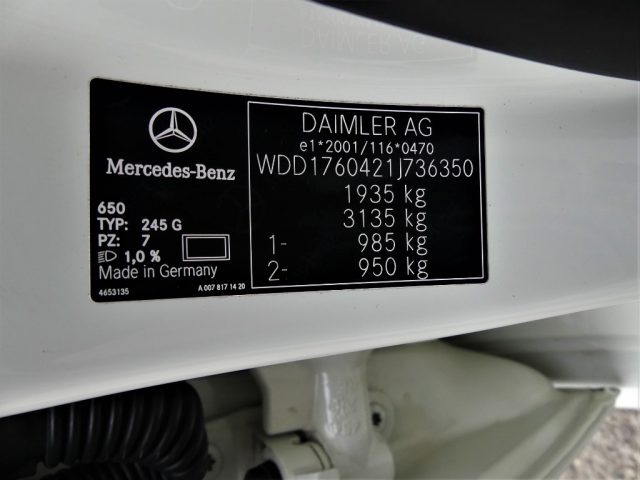 Mercedes-Benz
650
TYP: 245 G
PZ: 7
1,0 %
Made in Germany
4653135
A 007 817 14 20
DAIMLER AG
e1*2001/116*0470
WDD1760421J736350
1935 kg
3135 kg
1- 985 kg
2- 950 kg